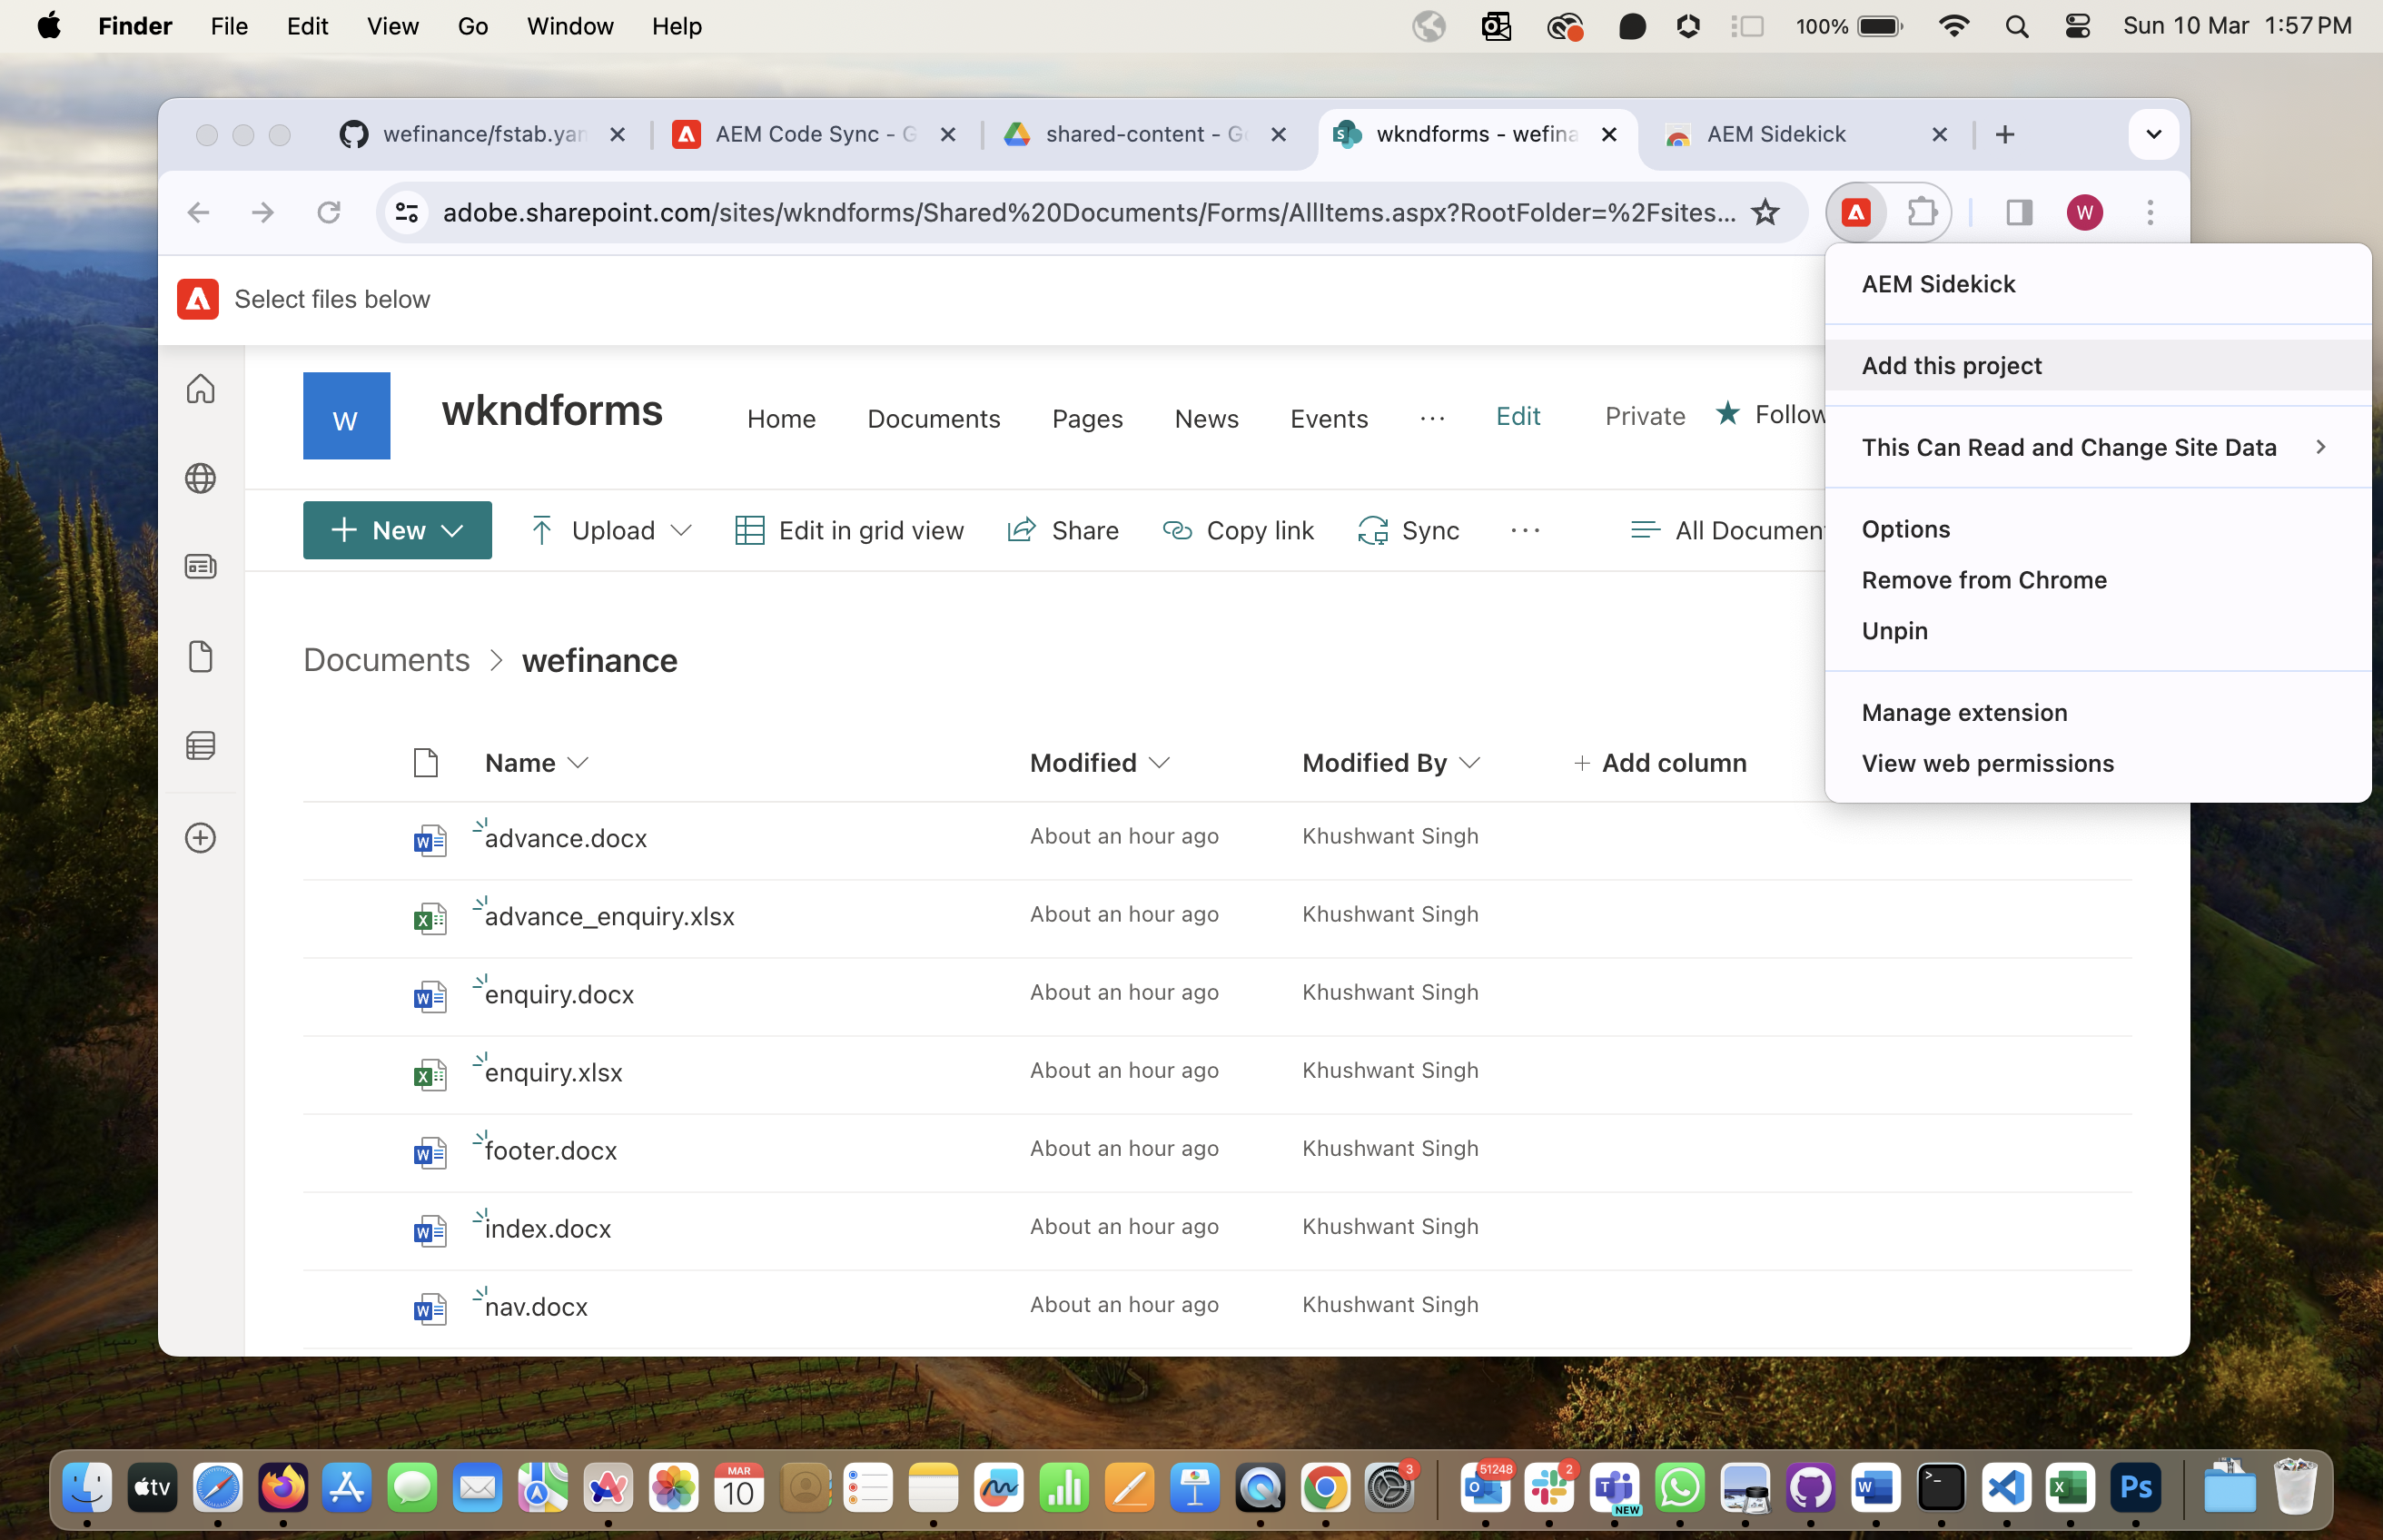 Finder File Edit View Go Window Help 100% Sun 10 Mar 1:57 PM
wefinance/fstab.yan AEM Code Sync - G shared-content - Go wkndforms - wefina AEM Sidekick
adobe.sharepoint.com/sites/wkndforms/Shared%20Documents/Forms/AllItems.aspx?RootFolder=%2Fsites... W
Select files below
AEM Sidekick
Add this project
This Can Read and Change Site Data
Options
Remove from Chrome
Unpin
Manage extension
View web permissions
W wkndforms Home Documents Pages News Events ... Edit Private Follow
New Upload Edit in grid view Share Copy link Sync ... All Documen
Documents > wefinance
Name Modified Modified By + Add column
advance.docx About an hour ago Khushwant Singh
advance_enquiry.xlsx About an hour ago Khushwant Singh
enquiry.docx About an hour ago Khushwant Singh
enquiry.xlsx About an hour ago Khushwant Singh
footer.docx About an hour ago Khushwant Singh
index.docx About an hour ago Khushwant Singh
nav.docx About an hour ago Khushwant Singh
tv MAR 10 3 51248 2 NEW Ps